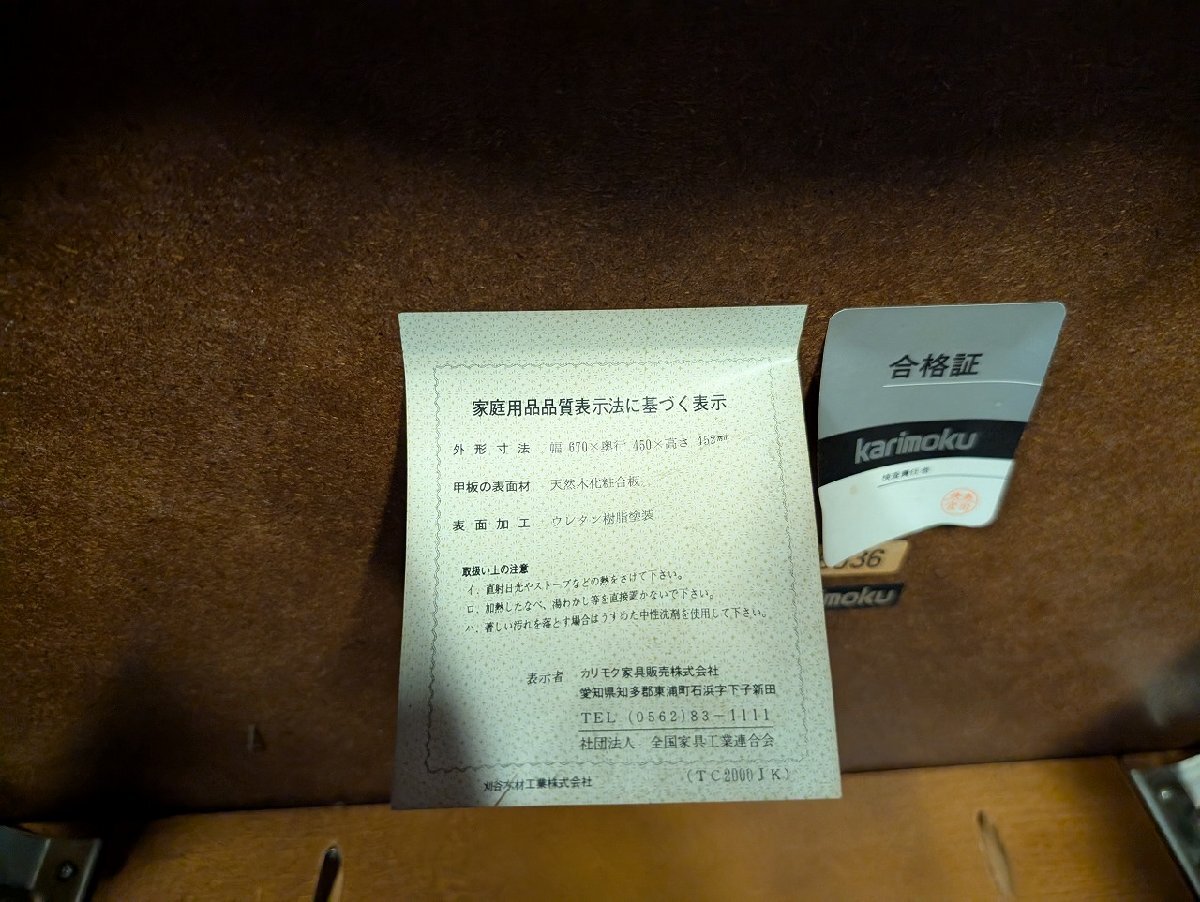 家庭用品品質表示法に基づく表示
外形寸法 幅 670×奥行 450×高さ
甲板の表面材 天然木化粧合板
表面加工 ウレタン樹脂塗装
取扱い上の注意
イ、直射日光やストーブなどの熱をさけて下さい。
ロ、加熱したなべ、湯わかし等を直接置かないで下さい。
ハ、著しい汚れを落とす場合はうすめた中性洗剤を使用して下さい。
表示者 カリモク家具販売株式会社
愛知県知多郡東浦町石浜字下子新田
TEL (0562)83-1111
社団法人 全国家具工業連合会
刈谷木材工業株式会社 (TC2000JK)
合格証
karimoku
検査責任者
36
moku